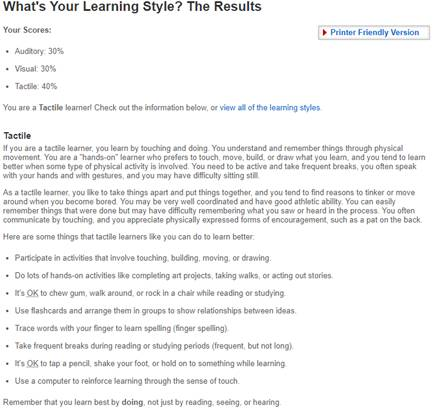 What's Your Learning Style? The Results
Your Scores:
Printer Friendly Version
Auditory: 30%
Visual: 30%
Tactile: 40%
You are a Tactile learner! Check out the information below, or view all of the learning styles.
Tactile
If you are a tactile learner, you learn by touching and doing. You understand and remember things through physical
movement. You are a "hands-on" learner who prefers to touch, move, build, or draw what you learn, and you tend to learn
better when some type of physical activity is involved. You need to be active and take frequent breaks, you often speak
with your hands and with gestures, and you may have difficulty sitting still.
As a tactile learner, you like to take things apart and put things together, and you tend to find reasons to tinker or move
around when you become bored. You may be very well coordinated and have good athletic ability. You can easily
remember things that were done but may have difficulty remembering what you saw or heard in the process. You often
communicate by touching, and you appreciate physically expressed forms of encouragement, such as a pat on the back.
Here are some things that tactile learners like you can do to learn better:
Participate in activities that involve touching, building, moving, or drawing.
Do lots of hands-on activities like completing art projects, taking walks, or acting out stories.
It's OK to chew gum, walk around, or rock in a chair while reading or studying.
Use flashcards and arrange them in groups to show relationships between ideas.
Trace words with your finger to learn spelling (finger spelling).
Take frequent breaks during reading or studying periods (frequent, but not long).
It's OK to tap a pencil, shake your foot, or hold on to something while learning.
Use a computer to reinforce learning through the sense of touch.
Remember that you learn best by doing, not just by reading, seeing, or hearing.